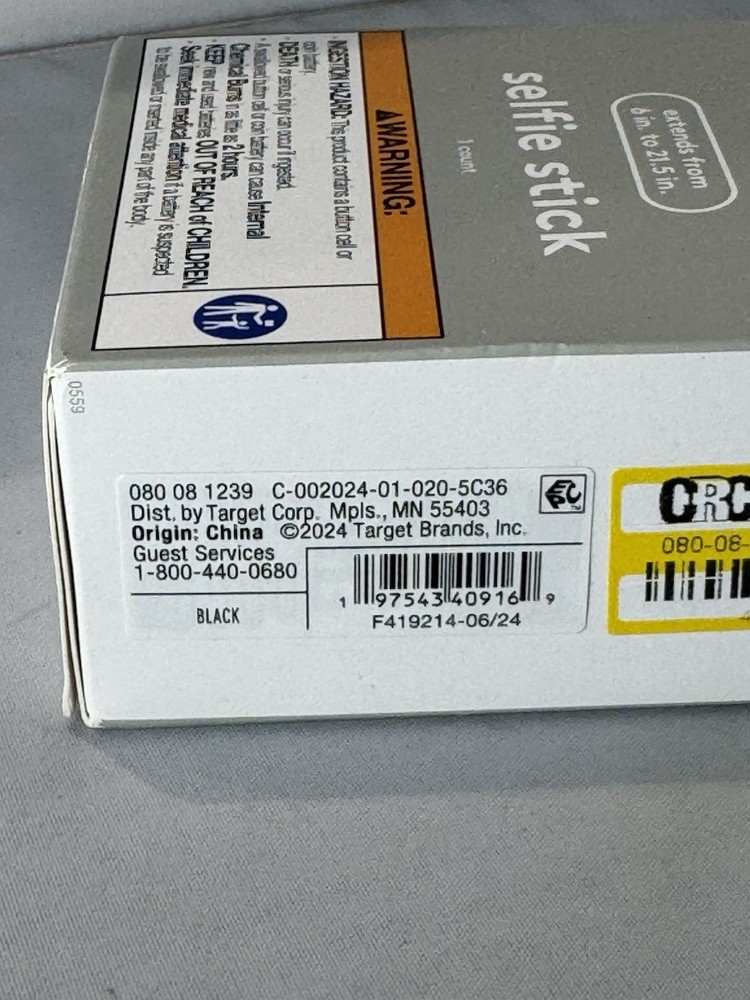 extends from
6 in. to 21.5 in.
selfie stick
1 count
⚠WARNING:
• INGESTION HAZARD: This product contains a button cell or
coin battery.
• DEATH or serious injury can occur if ingested.
• A swallowed button cell or coin battery can cause Internal
Chemical Burns in as little as 2 hours.
• KEEP new and used batteries OUT OF REACH of CHILDREN.
• Seek immediate medical attention if a battery is suspected
to be swallowed or inserted inside any part of the body.
0559
080 08 1239 C-002024-01-020-5C36
Dist. by Target Corp. Mpls., MN 55403
Origin: China ©2024 Target Brands, Inc.
Guest Services
1-800-440-0680
BLACK
1 97543 40916 9
F419214-06/24
CRC
080-08-